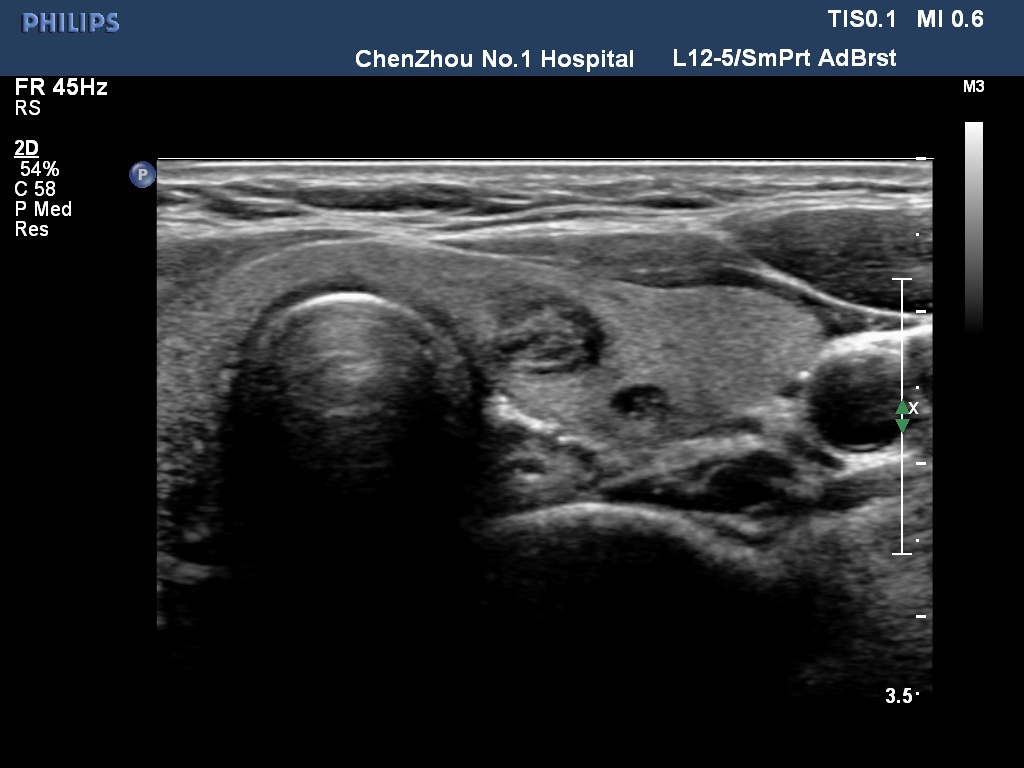 PHILIPS
TIS0.1 MI 0.6
ChenZhou No.1 Hospital L12-5/SmPrt AdBrst
FR 45Hz
RS
M3
2D
54%
C 58
P Med
Res
P
X
3.5